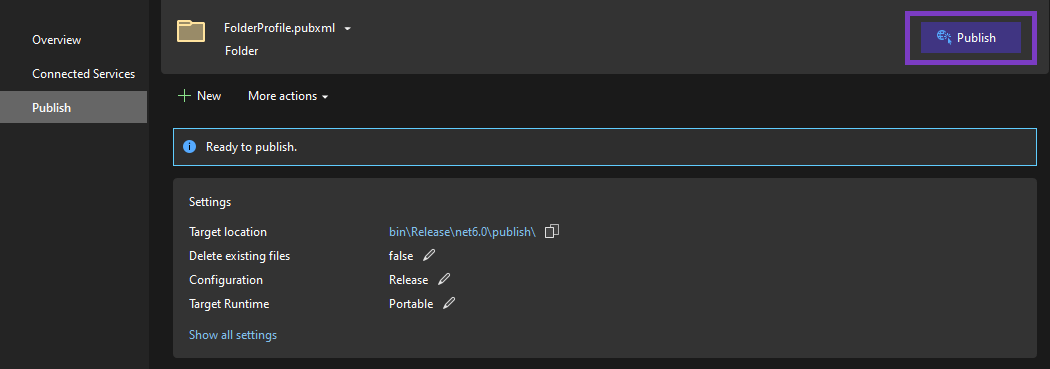 Overview
Connected Services
Publish
FolderProfile.pubxml
Folder
Publish
New
More actions
Ready to publish.
Settings
Target location bin\Release\net6.0\publish\
Delete existing files false
Configuration Release
Target Runtime Portable
Show all settings